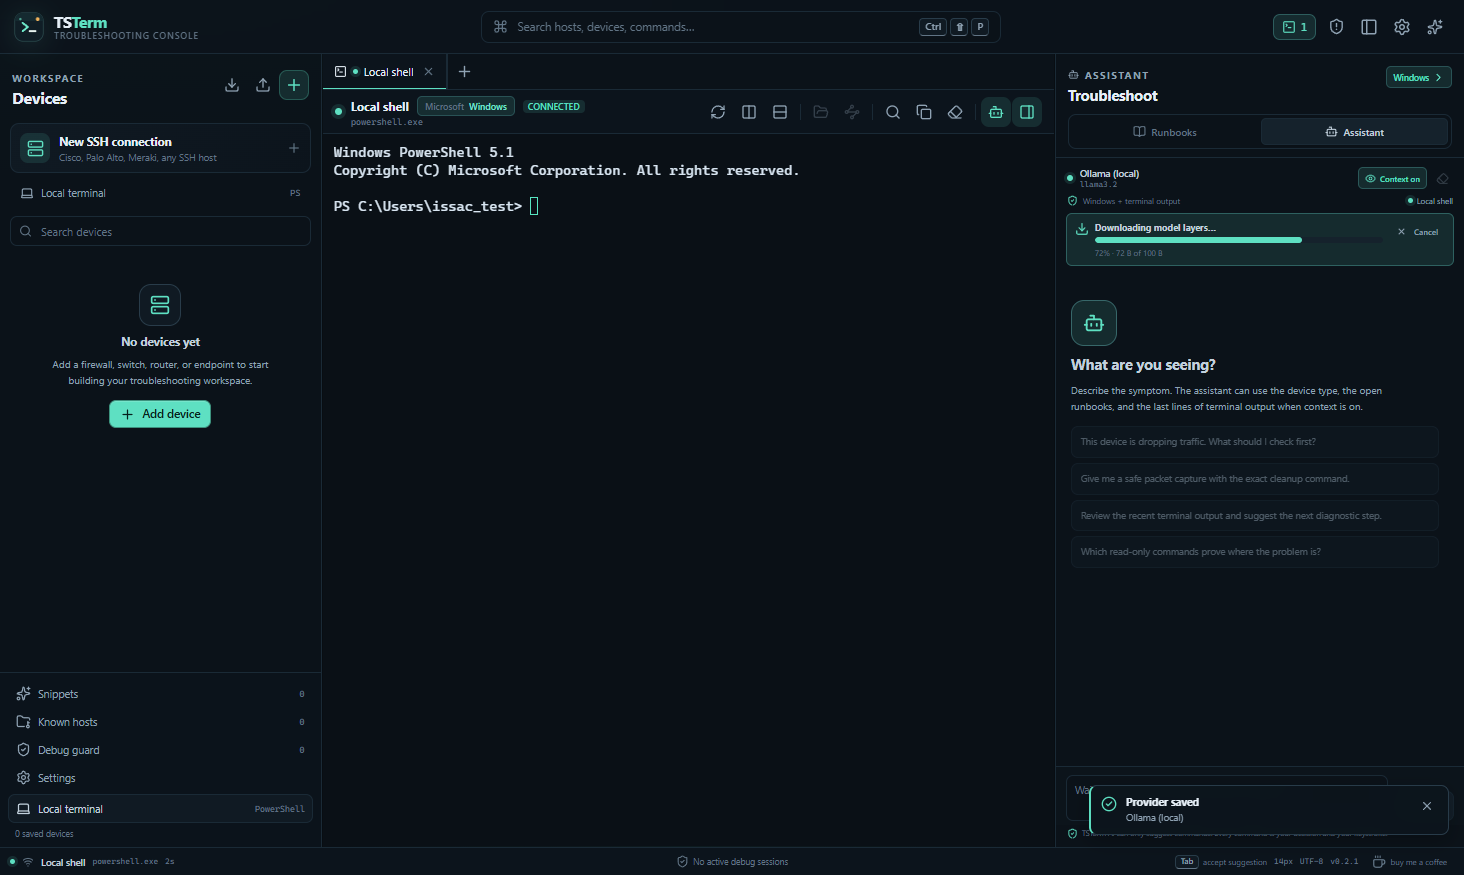 TSTerm
TROUBLESHOOTING CONSOLE
Search hosts, devices, commands...
Ctrl
P
1
WORKSPACE
Devices
New SSH connection
Cisco, Palo Alto, Meraki, any SSH host
Local terminal
PS
Search devices
No devices yet
Add a firewall, switch, router, or endpoint to start
building your troubleshooting workspace.
Add device
Snippets
0
Known hosts
0
Debug guard
0
Settings
Local terminal
PowerShell
0 saved devices
Local shell
Local shell
Microsoft Windows
CONNECTED
powershell.exe
Windows PowerShell 5.1
Copyright (C) Microsoft Corporation. All rights reserved.
PS C:\Users\issac_test>
ASSISTANT
Troubleshoot
Windows
Runbooks
Assistant
Ollama (local)
llama3.2
Context on
Windows + terminal output
Local shell
Downloading model layers...
Cancel
72% · 72 B of 100 B
What are you seeing?
Describe the symptom. The assistant can use the device type, the open
runbooks, and the last lines of terminal output when context is on.
This device is dropping traffic. What should I check first?
Give me a safe packet capture with the exact cleanup command.
Review the recent terminal output and suggest the next diagnostic step.
Which read-only commands prove where the problem is?
Provider saved
Ollama (local)
Local shell
powershell.exe
2s
No active debug sessions
Tab
accept suggestion
14px
UTF-8
v0.2.1
buy me a coffee